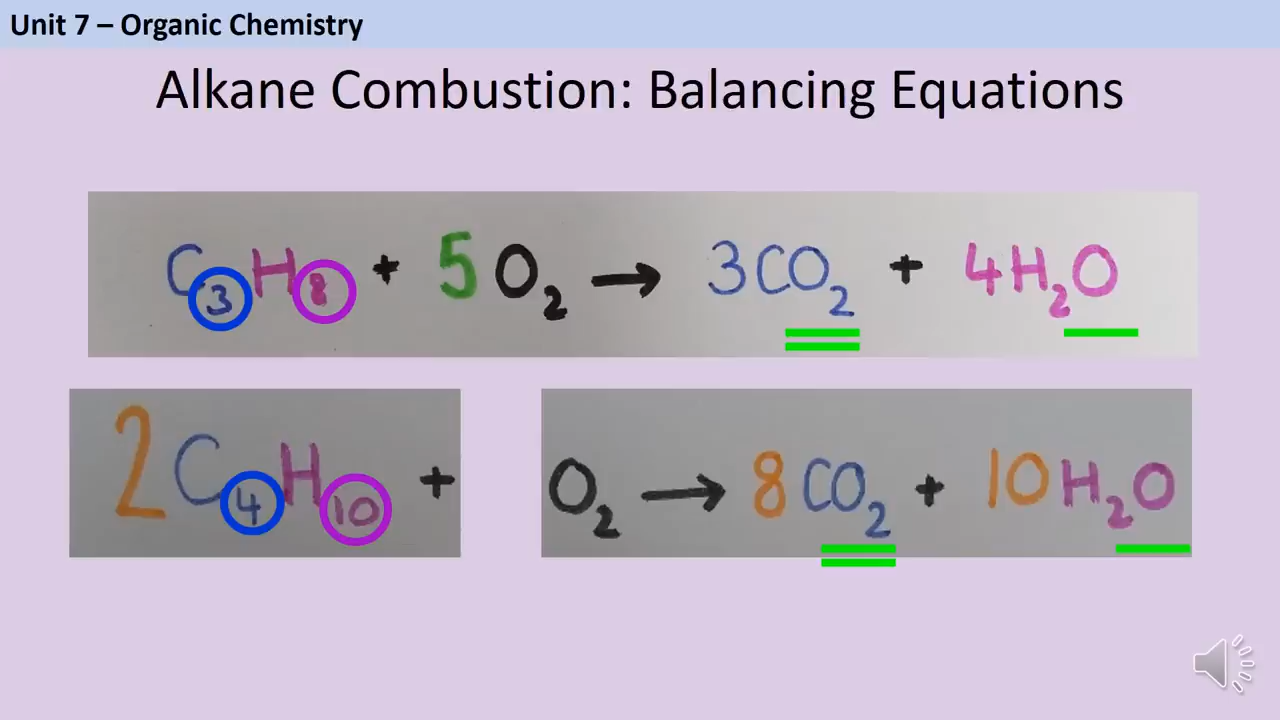 Unit 7 – Organic Chemistry
Alkane Combustion: Balancing Equations
C₃H₈ + 5O₂ → 3CO₂ + 4H₂O
2C₄H₁₀ + O₂ → 8CO₂ + 10H₂O